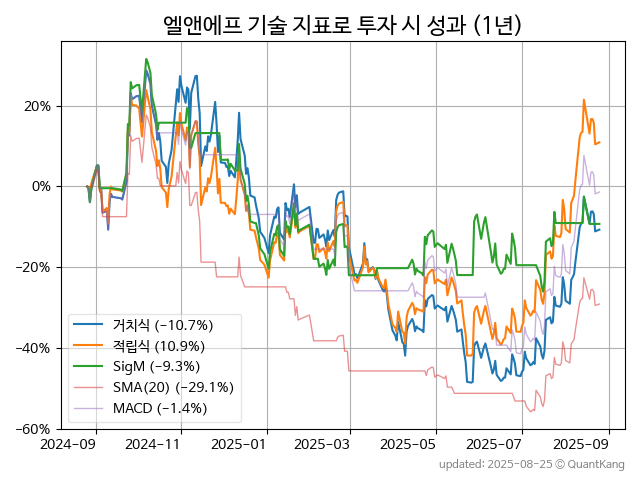 엘앤에프 기술 지표로 투자 시 성과 (1년)
20%
0%
−20%
−40%
−60%
거치식 (−10.7%)
적립식 (10.9%)
SigM (−9.3%)
SMA(20) (−29.1%)
MACD (−1.4%)
2024-09 2024-11 2025-01 2025-03 2025-05 2025-07 2025-09
updated: 2025-08-25 ⓒ QuantKang